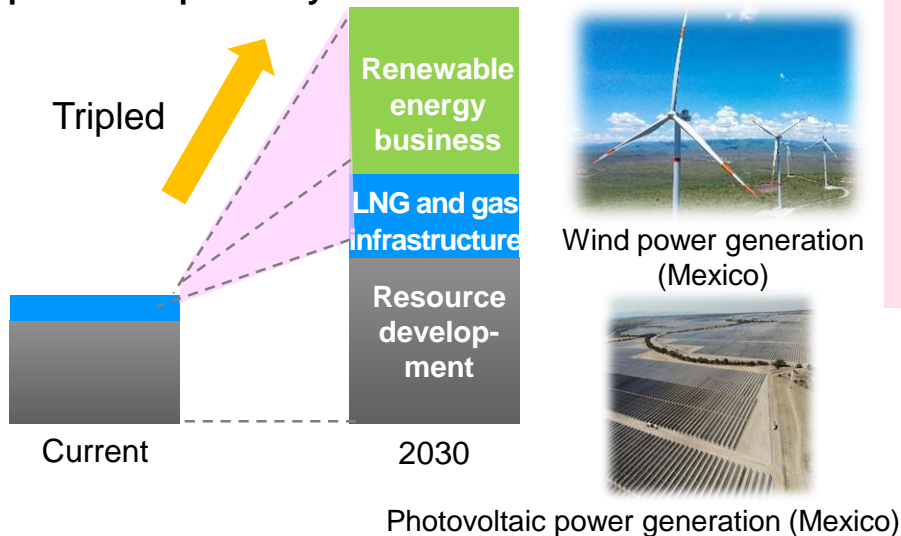 Tripled
Renewable
energy
business
LNG and gas
infrastructure
Resource
develop-
ment
Current
2030
Wind power generation
(Mexico)
Photovoltaic power generation (Mexico)